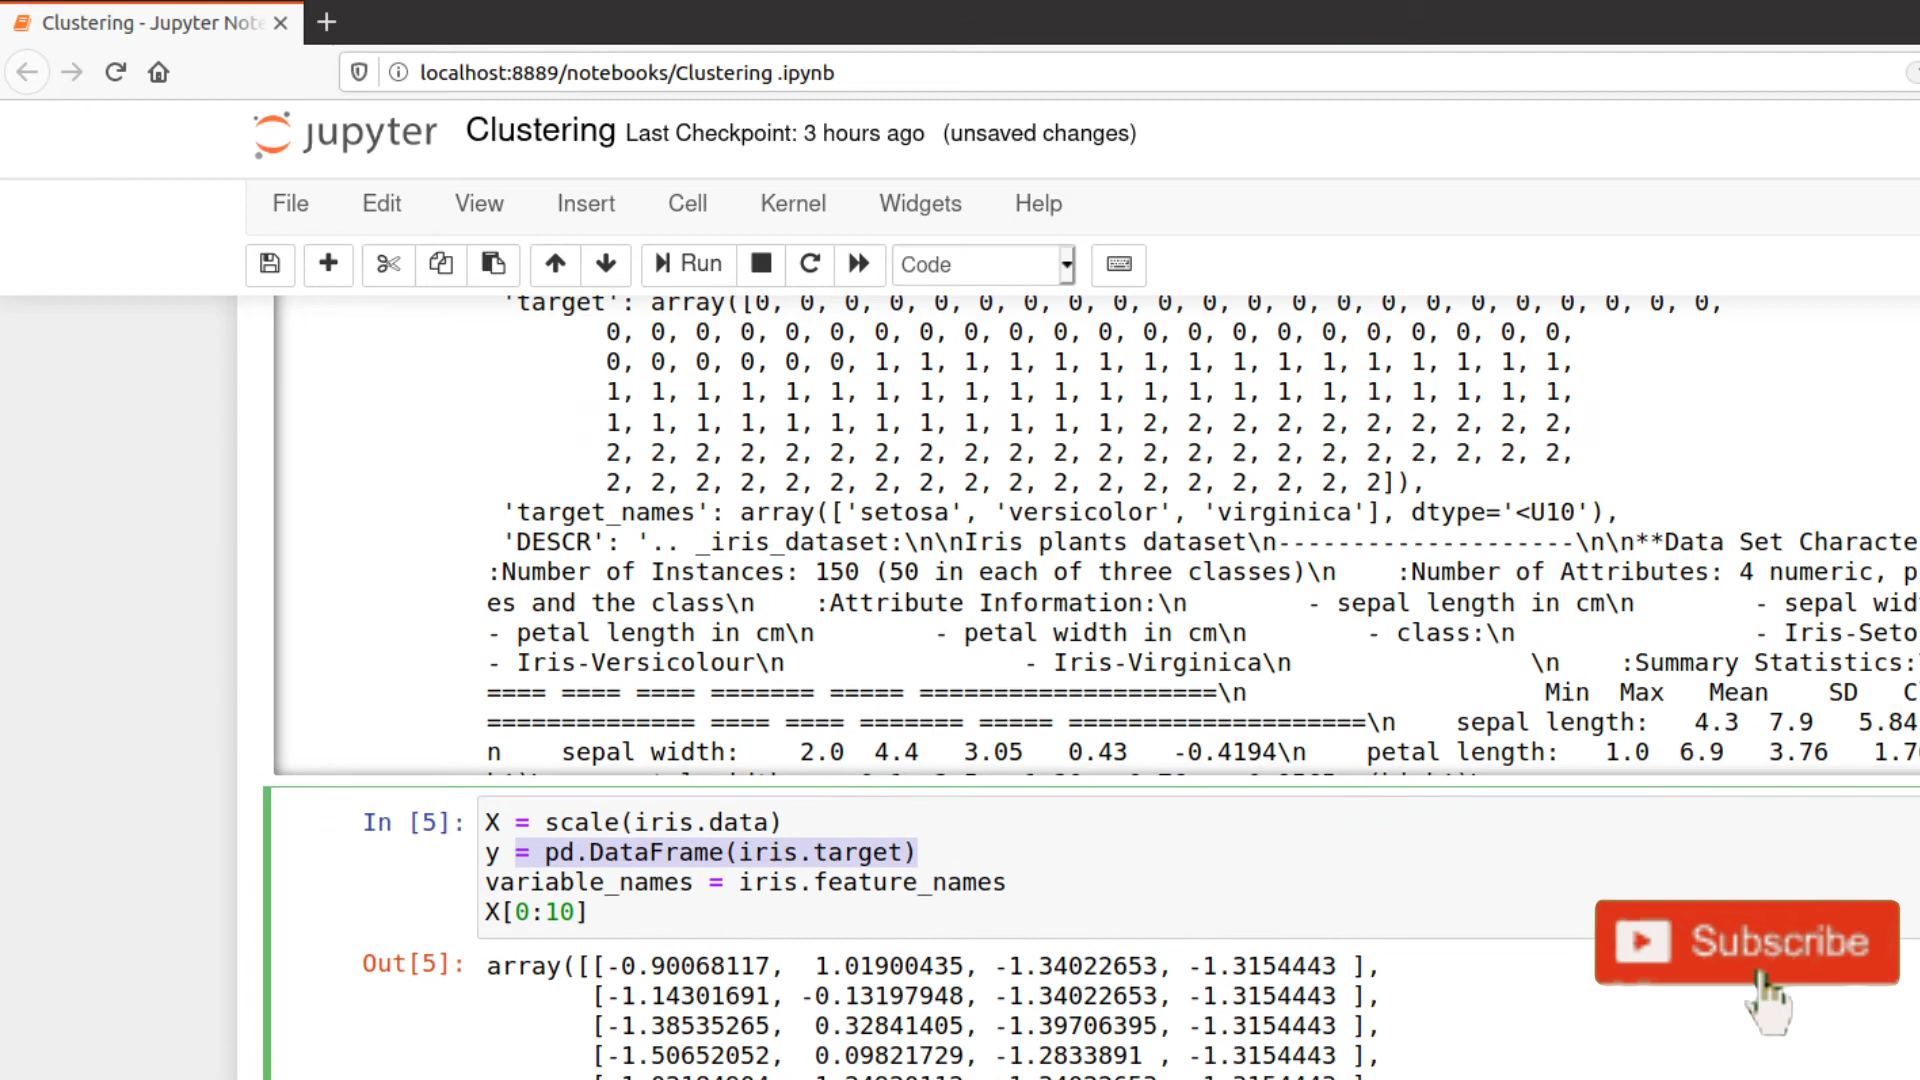 Clustering - Jupyter Note
localhost:8889/notebooks/Clustering .ipynb
jupyter Clustering Last Checkpoint: 3 hours ago (unsaved changes)
File Edit View Insert Cell Kernel Widgets Help
Run Code
'target': array([0, 0, 0, 0, 0, 0, 0, 0, 0, 0, 0, 0, 0, 0, 0, 0, 0, 0, 0, 0, 0, 0,
0, 0, 0, 0, 0, 0, 0, 0, 0, 0, 0, 0, 0, 0, 0, 0, 0, 0, 0, 0, 0, 0,
0, 0, 0, 0, 0, 0, 1, 1, 1, 1, 1, 1, 1, 1, 1, 1, 1, 1, 1, 1, 1, 1,
1, 1, 1, 1, 1, 1, 1, 1, 1, 1, 1, 1, 1, 1, 1, 1, 1, 1, 1, 1, 1, 1,
1, 1, 1, 1, 1, 1, 1, 1, 1, 1, 1, 1, 2, 2, 2, 2, 2, 2, 2, 2, 2, 2,
2, 2, 2, 2, 2, 2, 2, 2, 2, 2, 2, 2, 2, 2, 2, 2, 2, 2, 2, 2, 2, 2,
2, 2, 2, 2, 2, 2, 2, 2, 2, 2, 2, 2, 2, 2, 2, 2, 2, 2]),
'target_names': array(['setosa', 'versicolor', 'virginica'], dtype='<U10'),
'DESCR': '.. _iris_dataset:\n\nIris plants dataset\n--------------------\n\n**Data Set Characte
:Number of Instances: 150 (50 in each of three classes)\n :Number of Attributes: 4 numeric, p
es and the class\n :Attribute Information:\n - sepal length in cm\n - sepal wid
- petal length in cm\n - petal width in cm\n - class:\n - Iris-Seto
- Iris-Versicolour\n - Iris-Virginica\n \n :Summary Statistics:
==== ==== ==== ======= ===== ====================\n Min Max Mean SD C
============== ==== ==== ======= ===== ====================\n sepal length: 4.3 7.9 5.84
n sepal width: 2.0 4.4 3.05 0.43 -0.4194\n petal length: 1.0 6.9 3.76 1.7
In [5]: X = scale(iris.data)
y = pd.DataFrame(iris.target)
variable_names = iris.feature_names
X[0:10]
Subscribe
Out[5]: array([[-0.90068117, 1.01900435, -1.34022653, -1.3154443 ],
[-1.14301691, -0.13197948, -1.34022653, -1.3154443 ],
[-1.38535265, 0.32841405, -1.39706395, -1.3154443 ],
[-1.50652052, 0.09821729, -1.2833891 , -1.3154443 ],